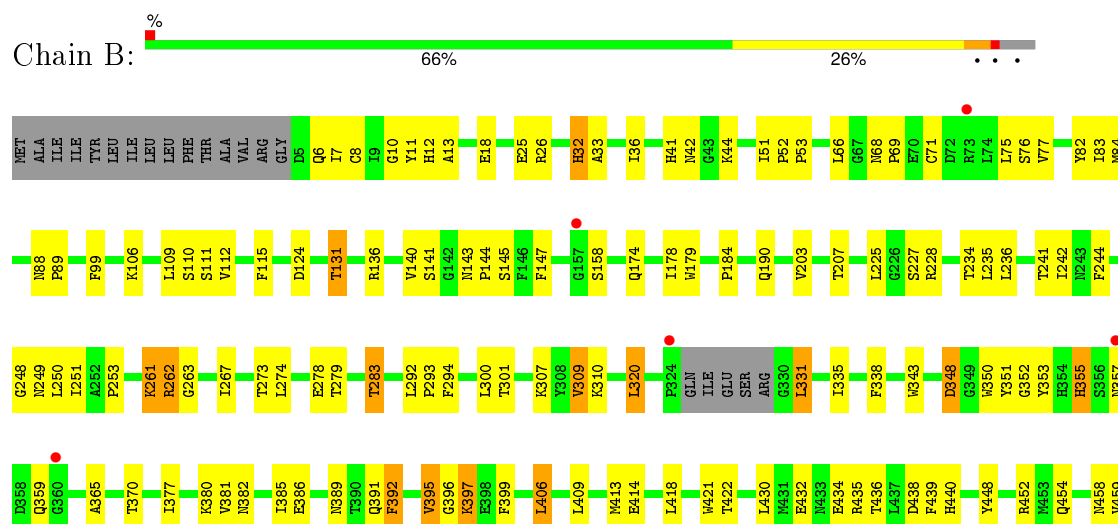 %
Chain B:
66% 26% • • •
MET ALA ILE ILE TYR LEU ILE LEU LEU PHE THR ALA VAL ARG GLY D5 Q6 I7 C8 I9 G10 Y11 H12 A13 E18 E25 R26 H32 A33 I36 H41 N42 G43 K44 I51 P52 P53 L66 G67 N68 P69 E70 C71 D72 R73 L74 L75 S76 V77 Y82 I83 M84
N88 P89 F99 K106 L109 S110 S111 V112 F115 D124 T131 R136 V140 S141 G142 N143 P144 S145 F146 F147 G157 S158 Q174 I178 W179 P184 Q190 V203 T207 L225 G226 S227 R228 T234 L235 L236 T241 I242 N243 F244
G248 N249 L250 I251 A252 P253 K261 R262 G263 I267 T273 L274 E278 T279 T283 L292 P293 F294 L300 T301 K307 Y308 V309 K310 L320 P324 GLN ILE GLU SER ARG G330 L331 I335 F338 W343 D348 G349 W350 Y351 G352 Y353 H354 H355 S356 N357
D358 Q359 G360 A365 T370 I377 K380 V381 N382 I385 E386 N389 T390 Q391 F392 V395 G396 K397 E398 F399 L406 L409 M413 E414 L418 W421 T422 L430 M431 E432 N433 E434 R435 T436 L437 D438 F439 H440 Y448 R452 M453 Q454 N458